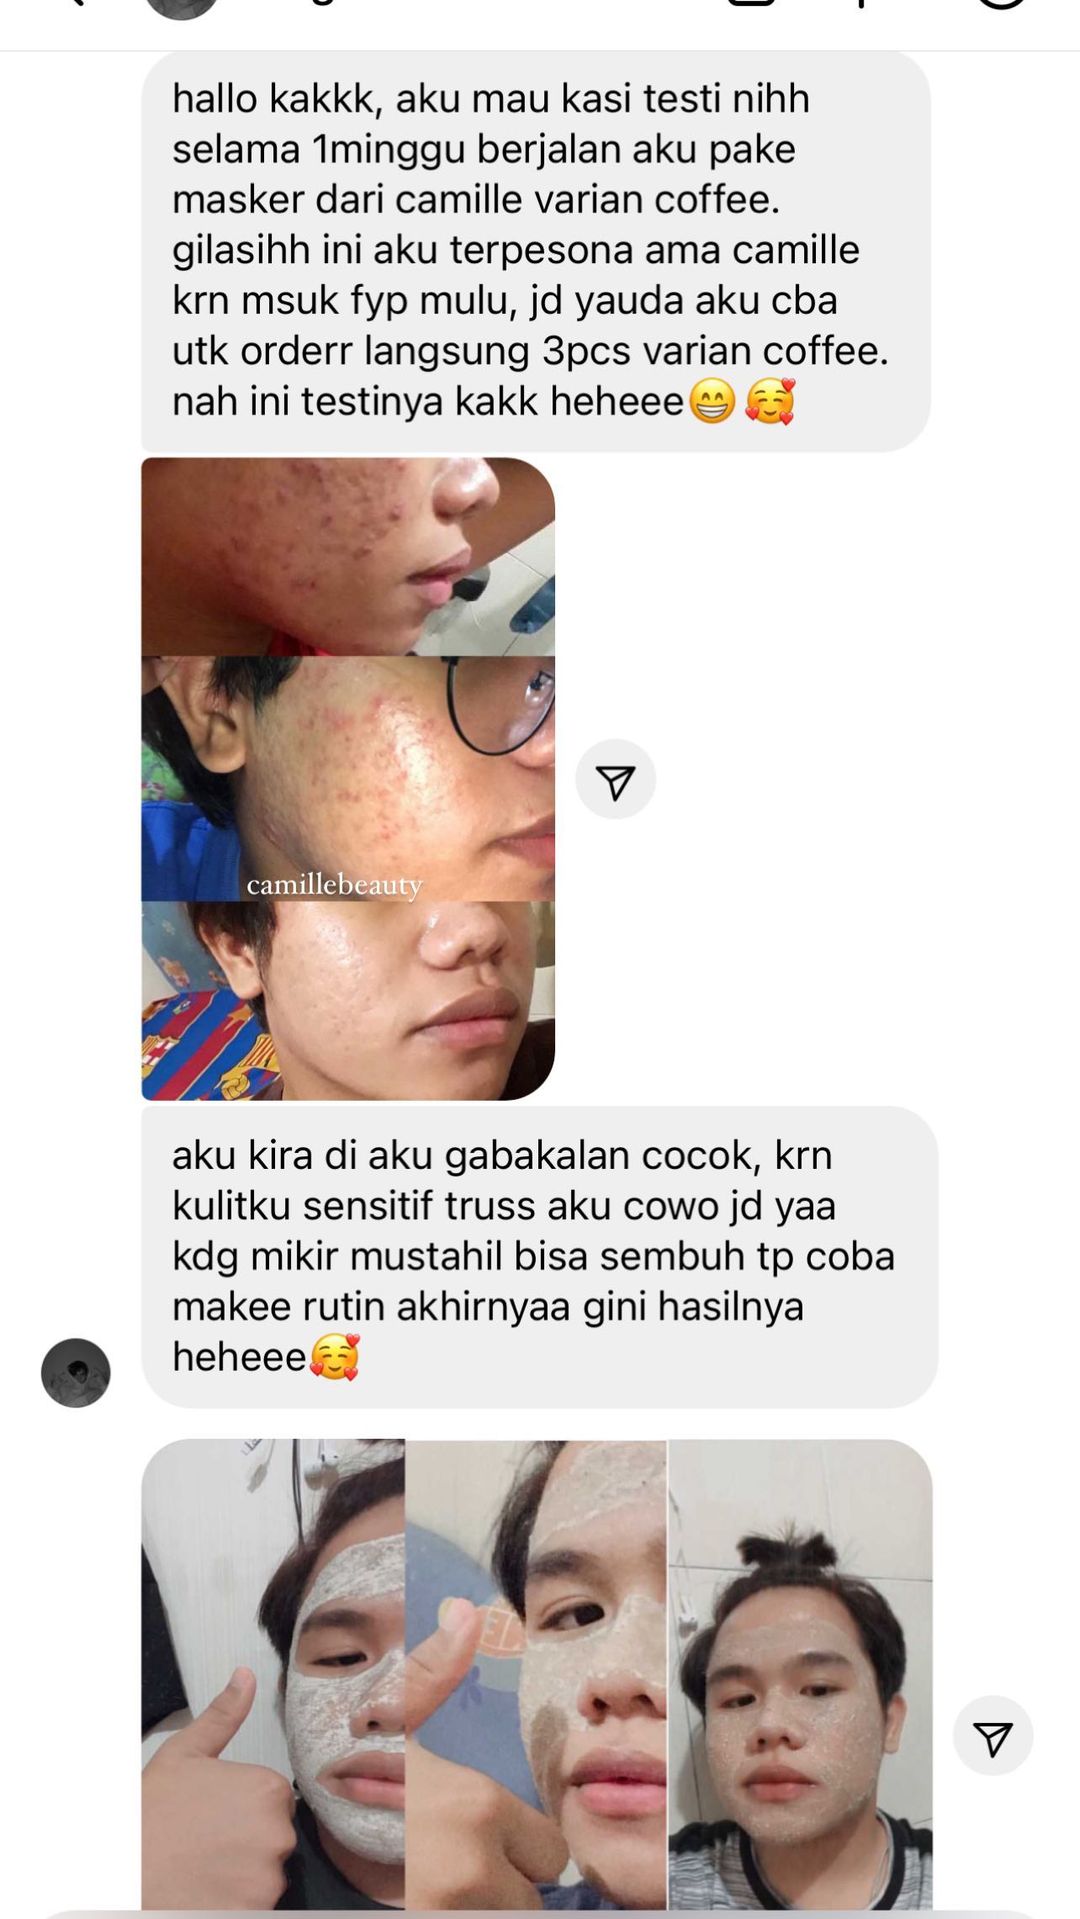 hallo kakkk, aku mau kasi testi nihh
selama 1minggu berjalan aku pake
masker dari camille varian coffee.
gilasihh ini aku terpesona ama camille
krn msuk fyp mulu, jd yauda aku cba
utk orderr langsung 3pcs varian coffee.
nah ini testinya kakk heheee😁🥰
camillebeauty
aku kira di aku gabakalan cocok, krn
kulitku sensitif truss aku cowo jd yaa
kdg mikir mustahil bisa sembuh tp coba
makee rutin akhirnyaa gini hasilnya
heheee🥰